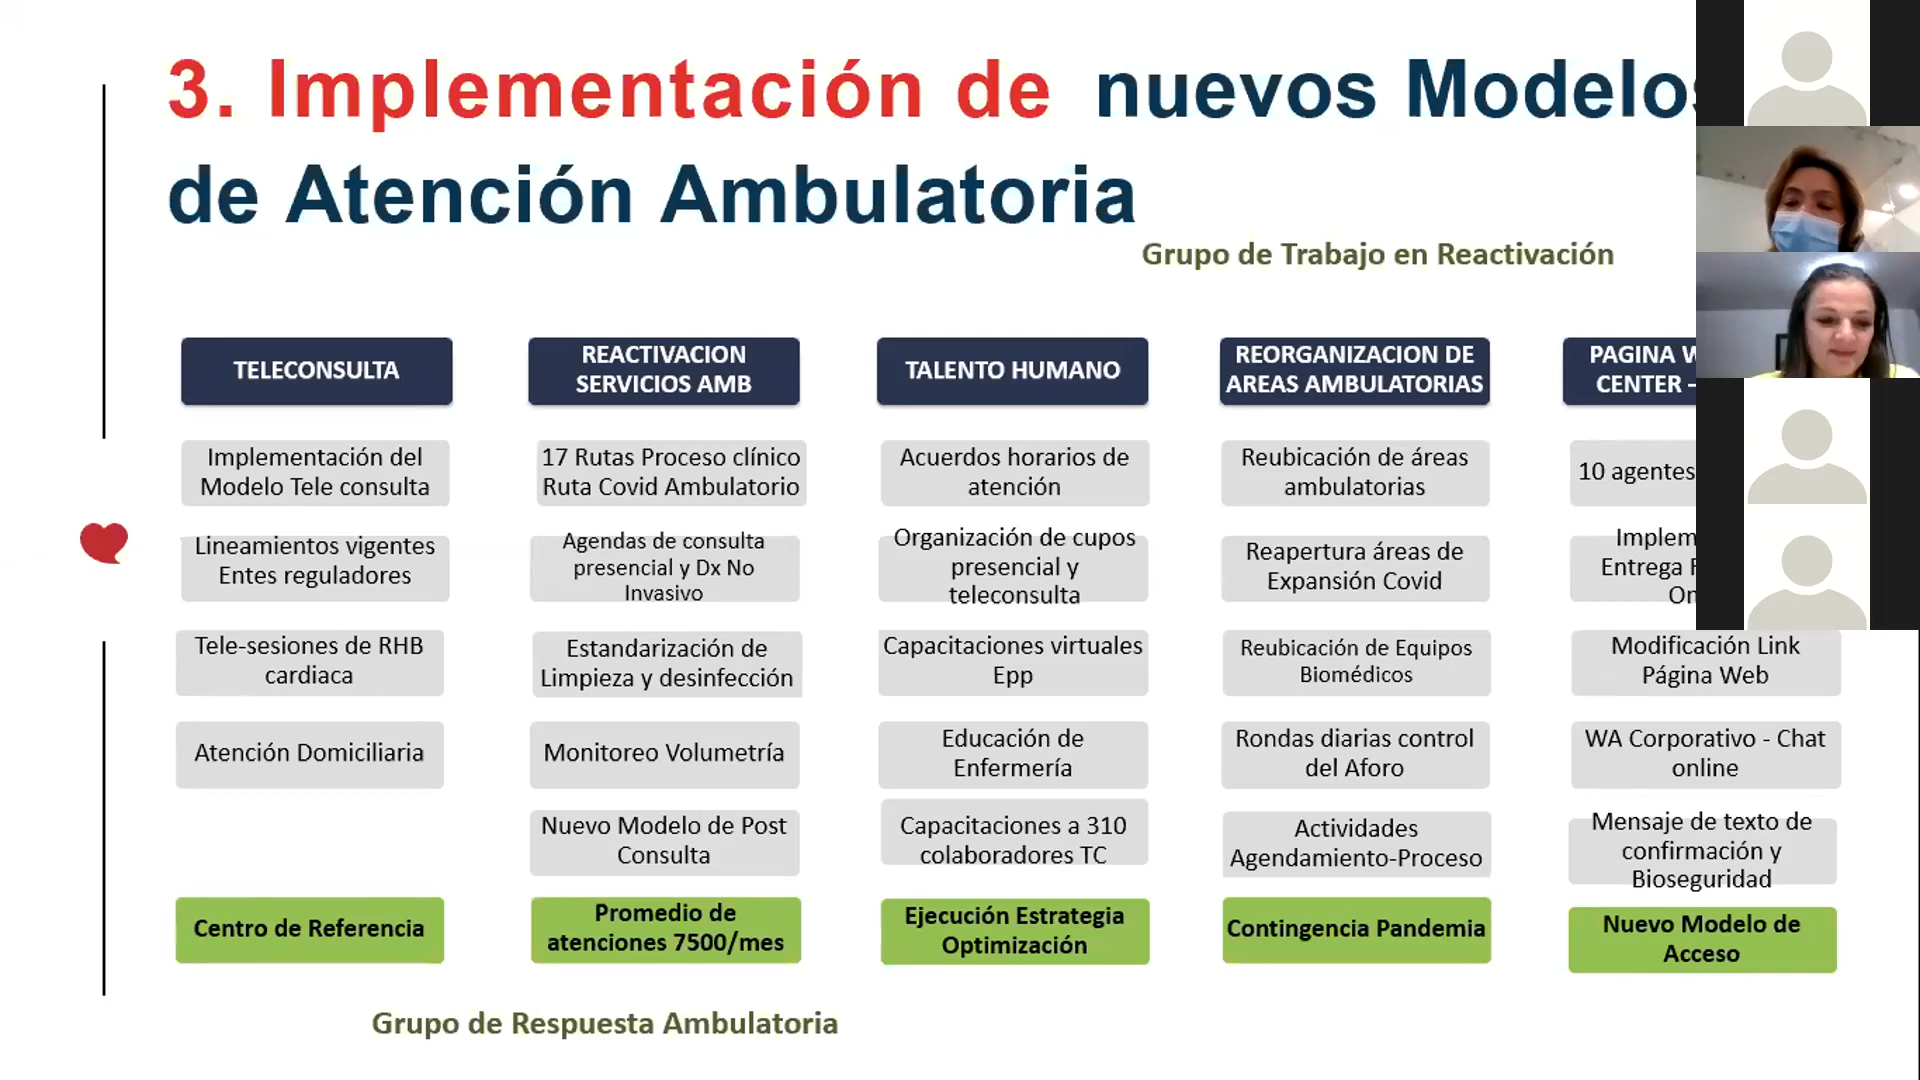 3. Implementación de nuevos Modelos
de Atención Ambulatoria
Grupo de Trabajo en Reactivación
TELECONSULTA
Implementación del
Modelo Tele consulta
Lineamientos vigentes
Entes reguladores
Tele-sesiones de RHB
cardiaca
Atención Domiciliaria
Centro de Referencia
REACTIVACION
SERVICIOS AMB
17 Rutas Proceso clínico
Ruta Covid Ambulatorio
Agendas de consulta
presencial y Dx No
Invasivo
Estandarización de
Limpieza y desinfección
Monitoreo Volumetría
Nuevo Modelo de Post
Consulta
Promedio de
atenciones 7500/mes
TALENTO HUMANO
Acuerdos horarios de
atención
Organización de cupos
presencial y
teleconsulta
Capacitaciones virtuales
Epp
Educación de
Enfermería
Capacitaciones a 310
colaboradores TC
Ejecución Estrategia
Optimización
REORGANIZACION DE
AREAS AMBULATORIAS
Reubicación de áreas
ambulatorias
Reapertura áreas de
Expansión Covid
Reubicación de Equipos
Biomédicos
Rondas diarias control
del Aforo
Actividades
Agendamiento-Proceso
Contingencia Pandemia
PAGINA
CENTER -
10 agentes
Entrega
Modificación Link
Página Web
WA Corporativo - Chat
online
Mensaje de texto de
confirmación y
Bioseguridad
Nuevo Modelo de
Acceso
Grupo de Respuesta Ambulatoria